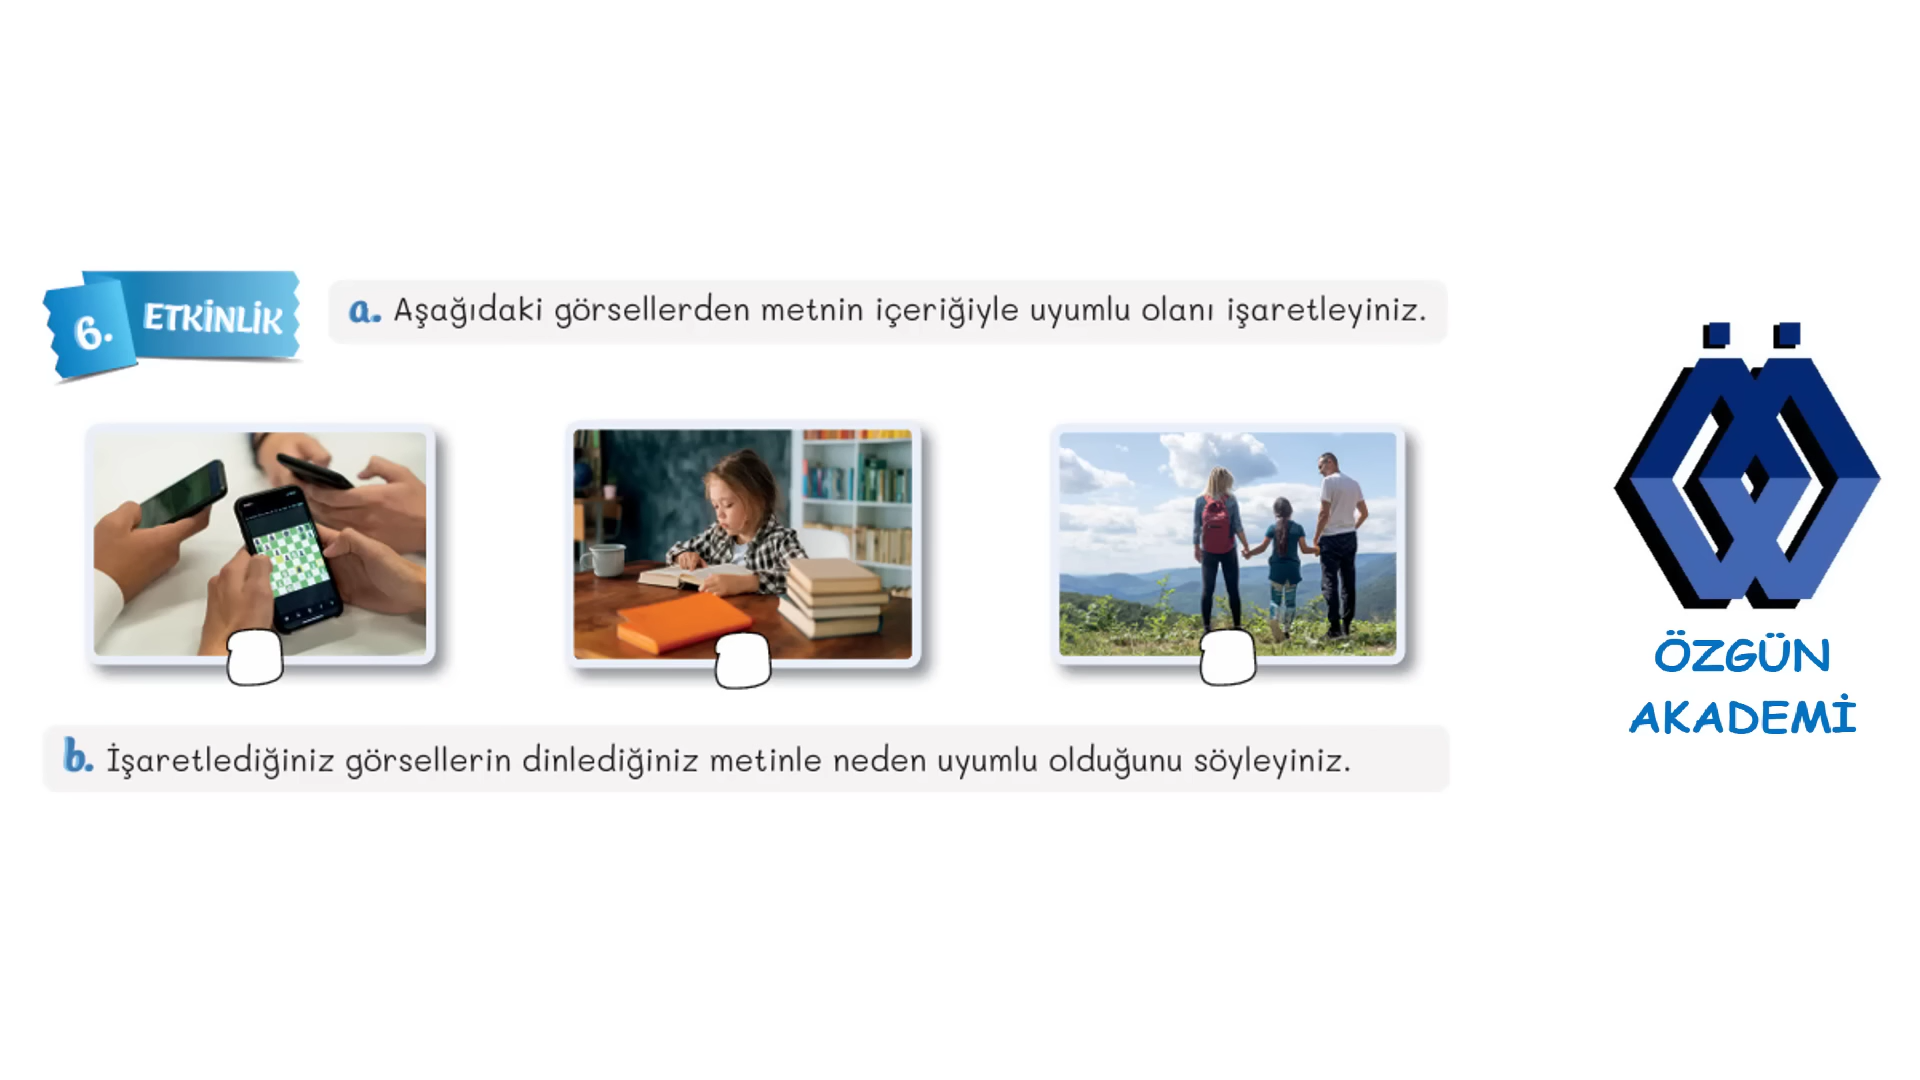 6. ETKİNLİK
a. Aşağıdaki görsellerden metnin içeriğiyle uyumlu olanı işaretleyiniz.
b. İşaretlediğiniz görsellerin dinlediğiniz metinle neden uyumlu olduğunu söyleyiniz.
ÖZGÜN
AKADEMİ